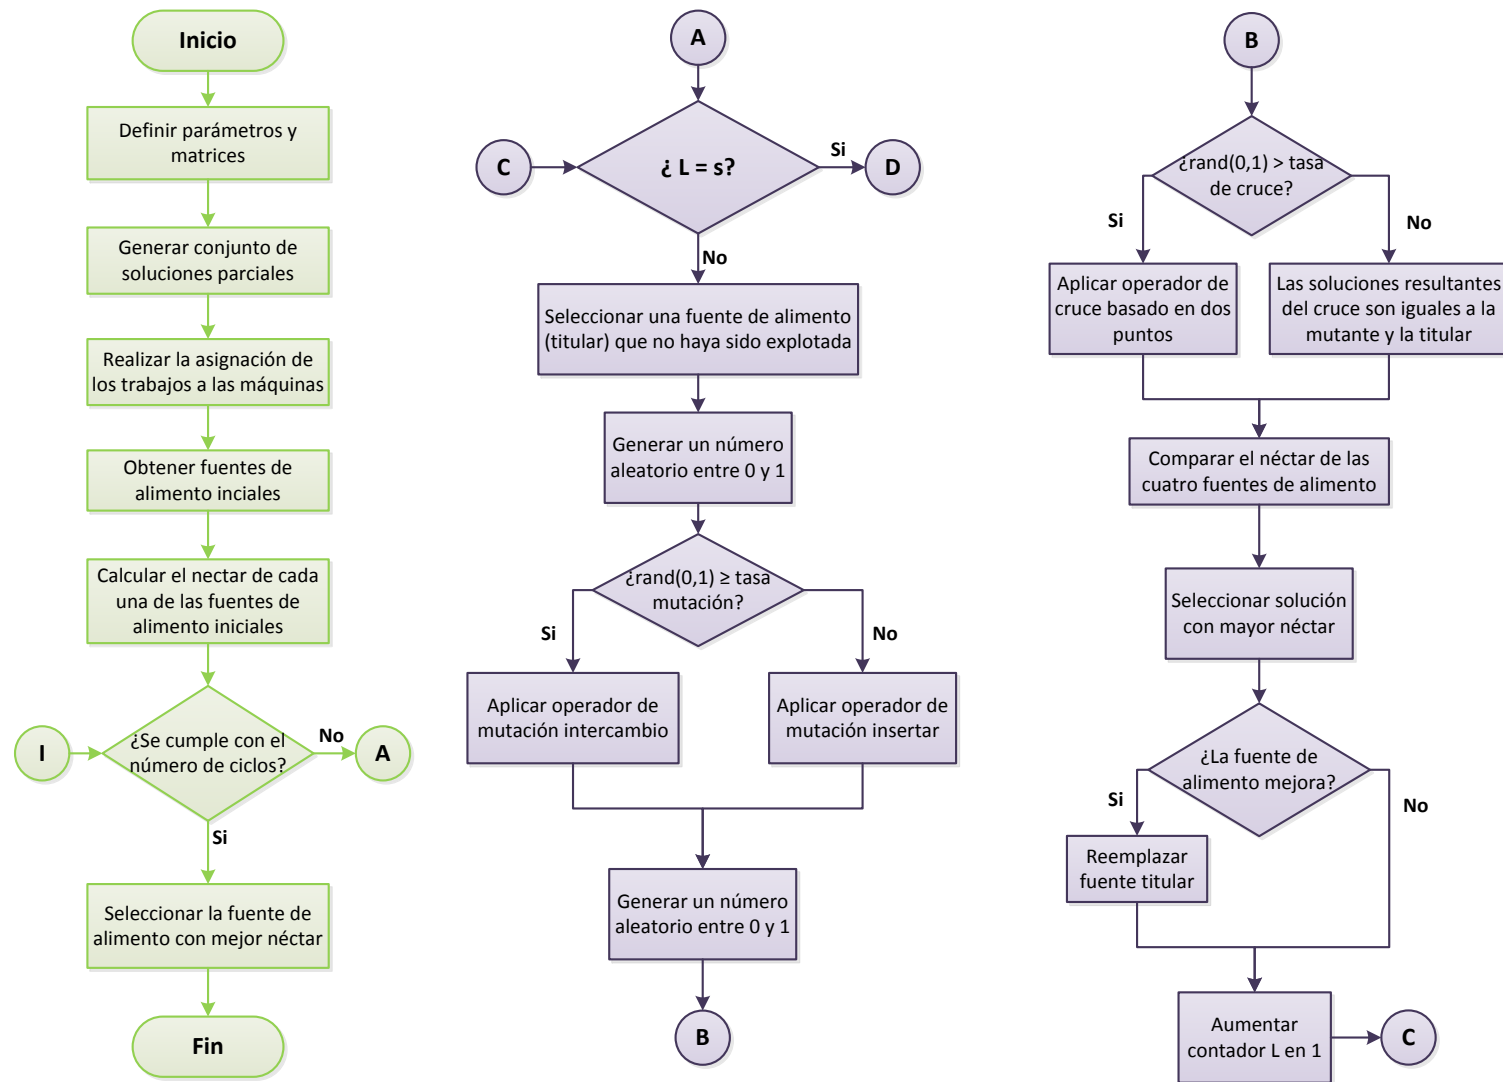 Inicio
Definir parámetros y
matrices
Generar conjunto de
soluciones parciales
Realizar la asignación de
los trabajos a las máquinas
Obtener fuentes de
alimento inciales
Calcular el nectar de cada
una de las fuentes de
alimento iniciales
I
¿Se cumple con el
número de ciclos?
No
A
Si
Seleccionar la fuente de
alimento con mejor néctar
Fin
A
C
¿ L = s?
Si
D
No
Seleccionar una fuente de alimento
(titular) que no haya sido explotada
Generar un número
aleatorio entre 0 y 1
¿rand(0,1) ≥ tasa
mutación?
Si
No
Aplicar operador de
mutación intercambio
Aplicar operador de
mutación insertar
Generar un número
aleatorio entre 0 y 1
B
B
¿rand(0,1) > tasa
de cruce?
Si
No
Aplicar operador de
cruce basado en dos
puntos
Las soluciones resultantes
del cruce son iguales a la
mutante y la titular
Comparar el néctar de las
cuatro fuentes de alimento
Seleccionar solución
con mayor néctar
¿La fuente de
alimento mejora?
Si
No
Reemplazar
fuente titular
Aumentar
contador L en 1
C